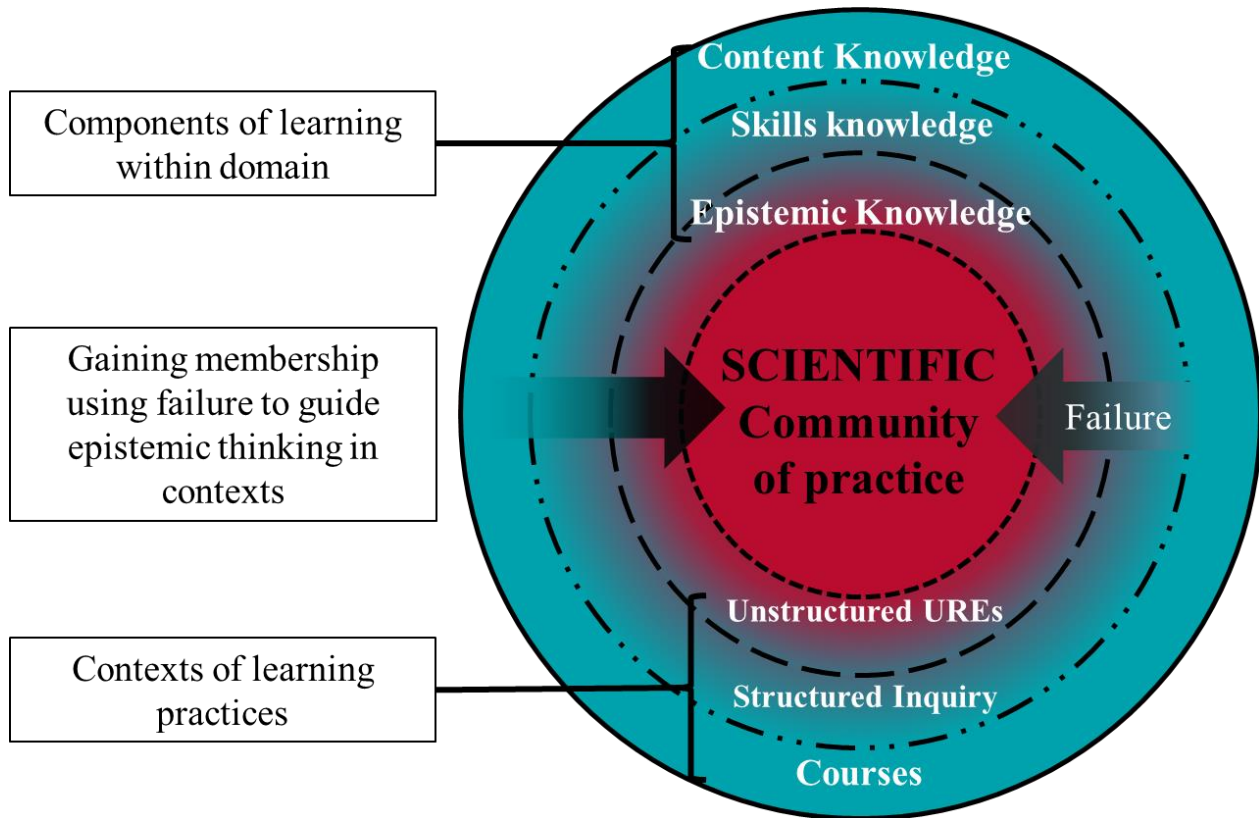 Components of learning
within domain
Gaining membership
using failure to guide
epistemic thinking in
contexts
Contexts of learning
practices
Content Knowledge
Skills knowledge
Epistemic Knowledge
SCIENTIFIC
Community
of practice
Failure
Unstructured UREs
Structured Inquiry
Courses